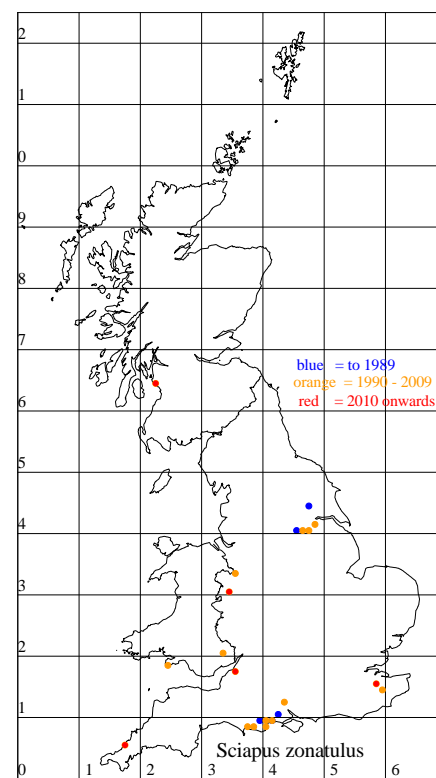 2
1
0
9
8
7
blue = to 1989
orange = 1990 - 2009
red = 2010 onwards
6
5
4
3
2
1
Sciapus zonatulus
0 1 2 3 4 5 6